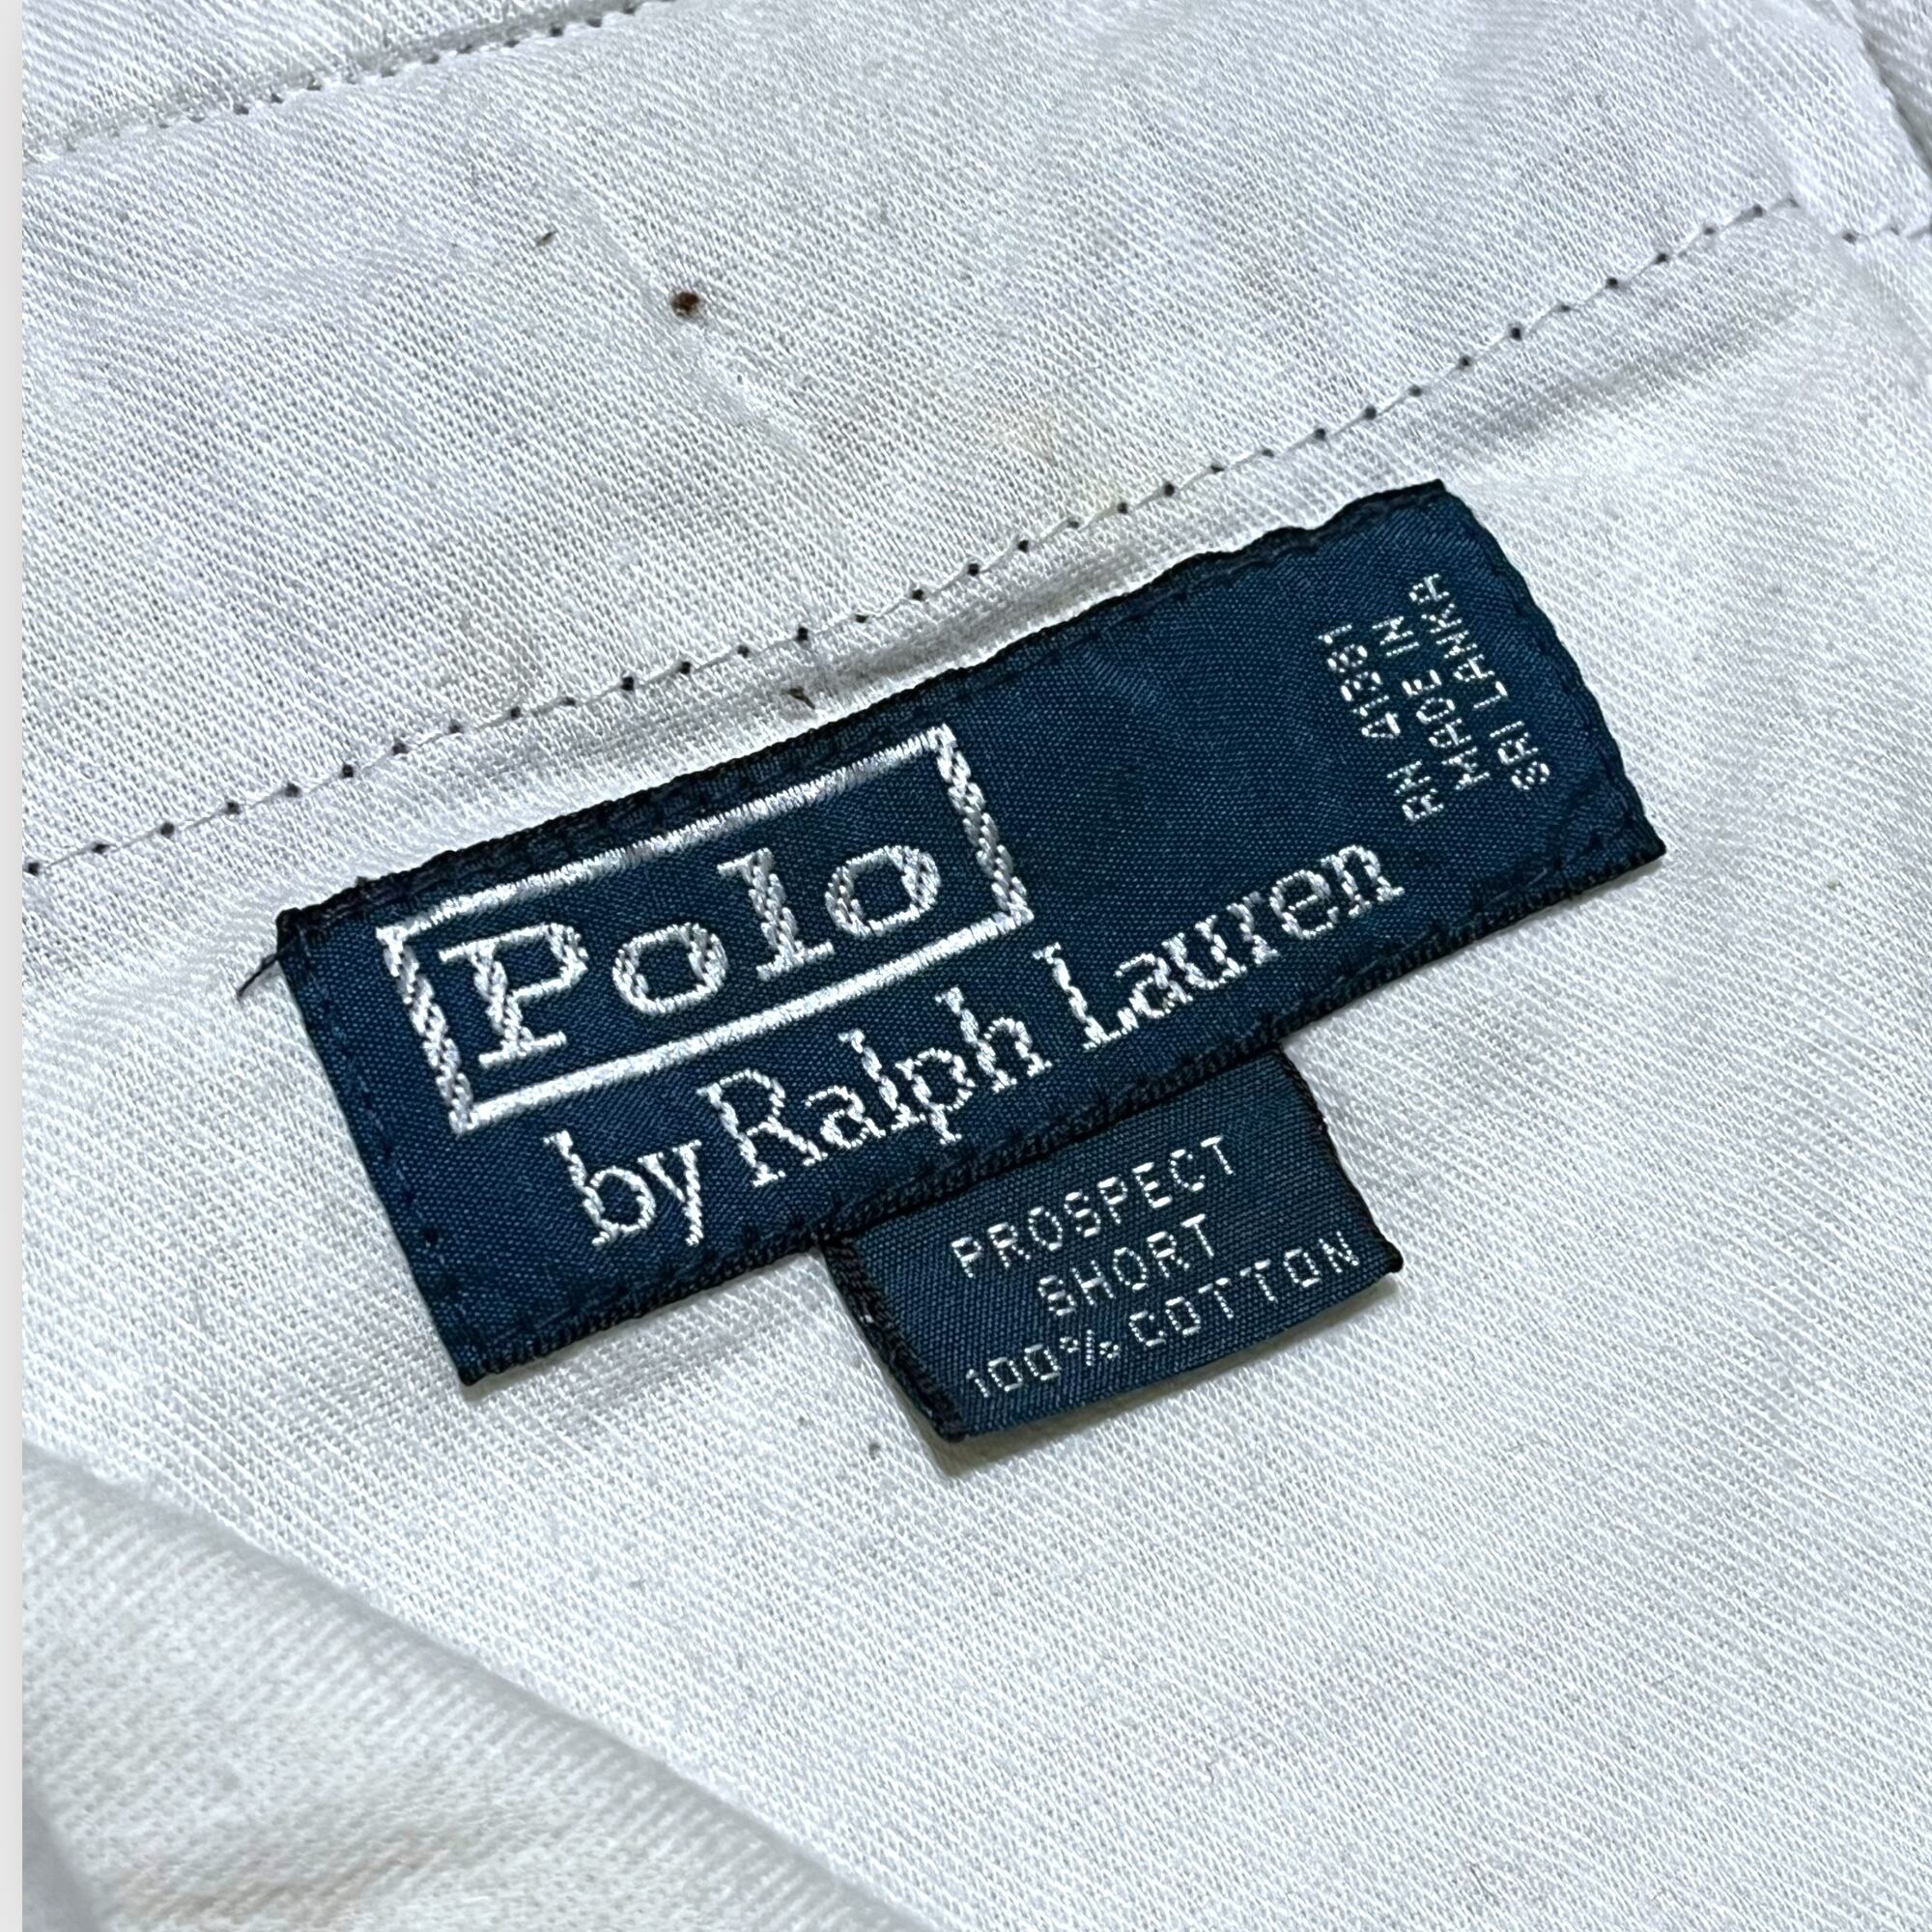 Polo
by Ralph Lauren
RN 41381
MADE IN
SRI LANKA
PROSPECT
SHORT
100% COTTON